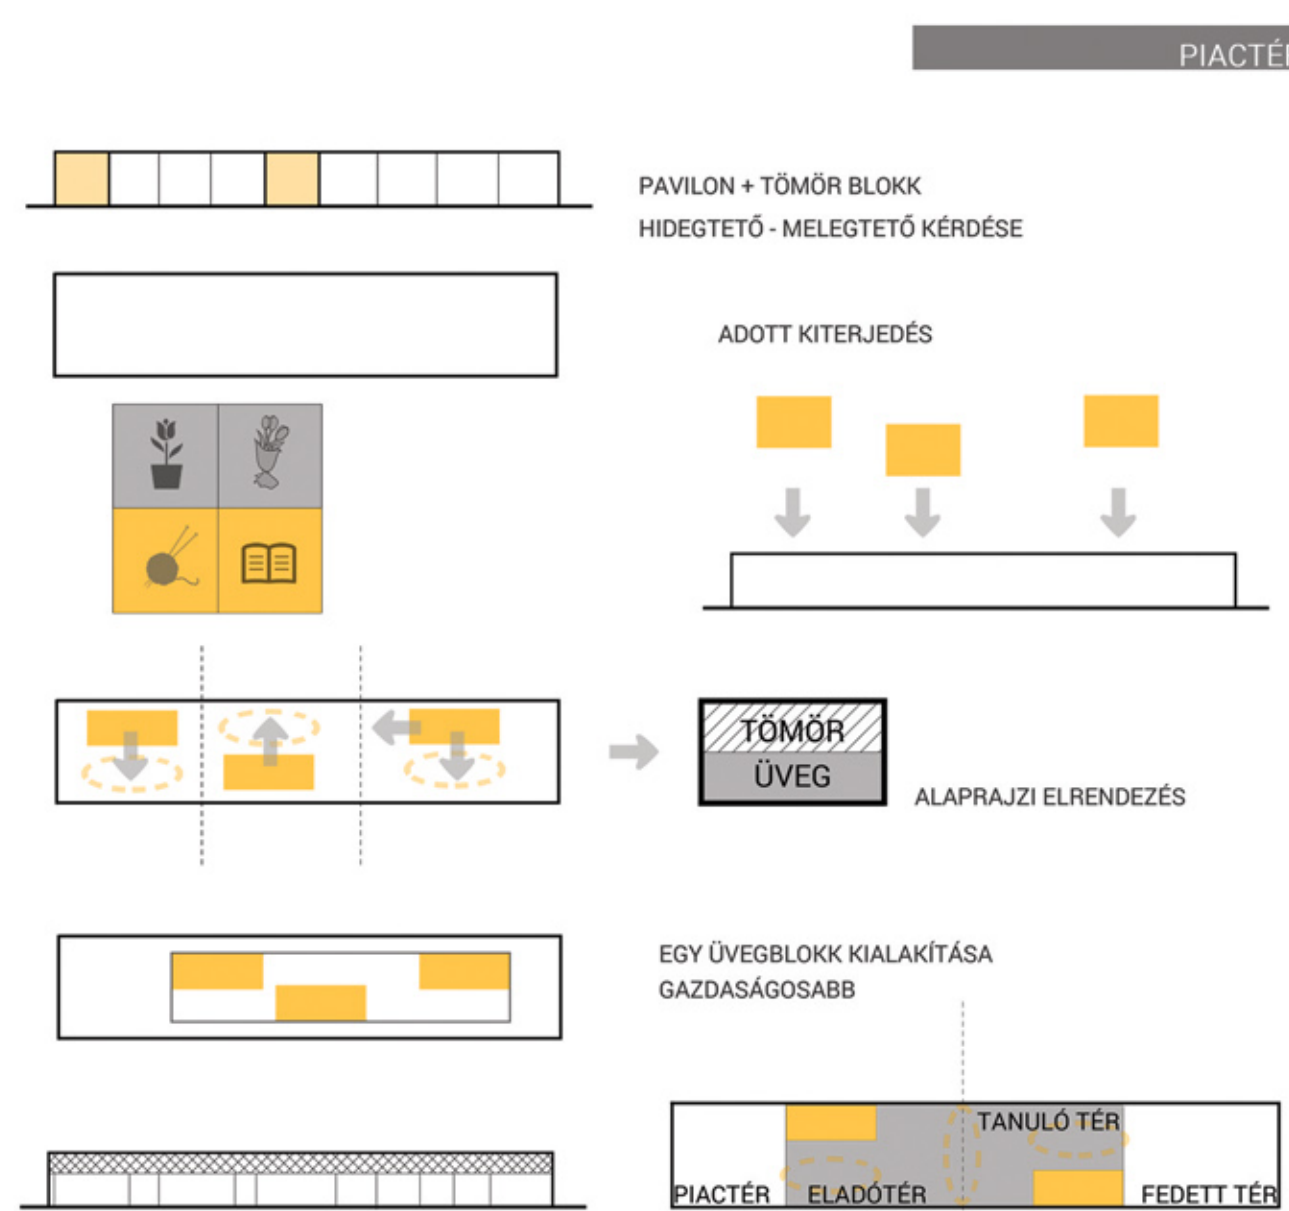 PIACTÉR
PAVILON + TÖMÖR BLOKK
HIDEGTETŐ - MELEGTETŐ KÉRDÉSE
ADOTT KITERJEDÉS
TÖMÖR
ÜVEG
ALAPRAJZI ELRENDEZÉS
EGY ÜVEGBLOKK KIALAKÍTÁSA
GAZDASÁGOSABB
TANULÓ TÉR
PIACTÉR
ELADÓTÉR
FEDETT TÉR